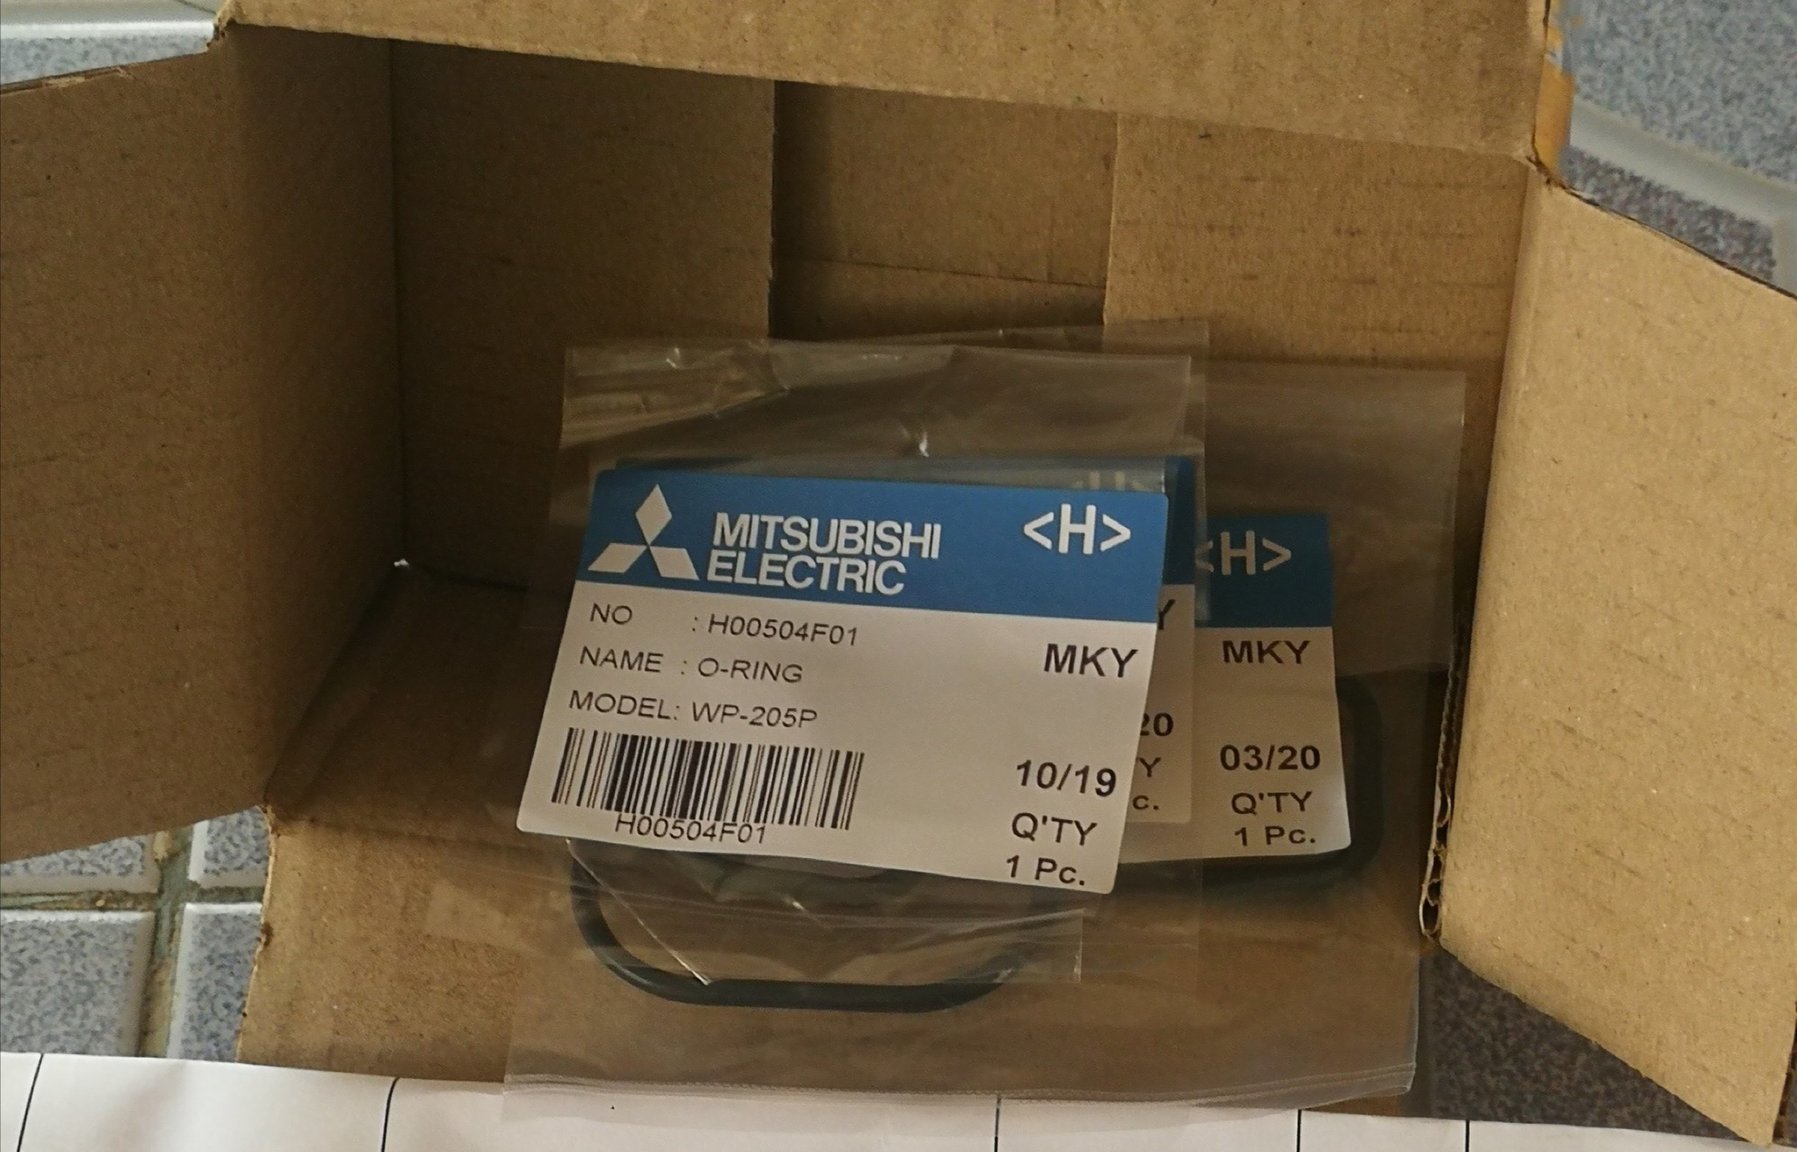 MITSUBISHI
ELECTRIC
<H>
NO : H00504F01
NAME : O-RING
MODEL: WP-205P
H00504F01
MKY
10/19
Q'TY
1 Pc.
Y
20
Y
c.
<H>
MKY
03/20
Q'TY
1 Pc.